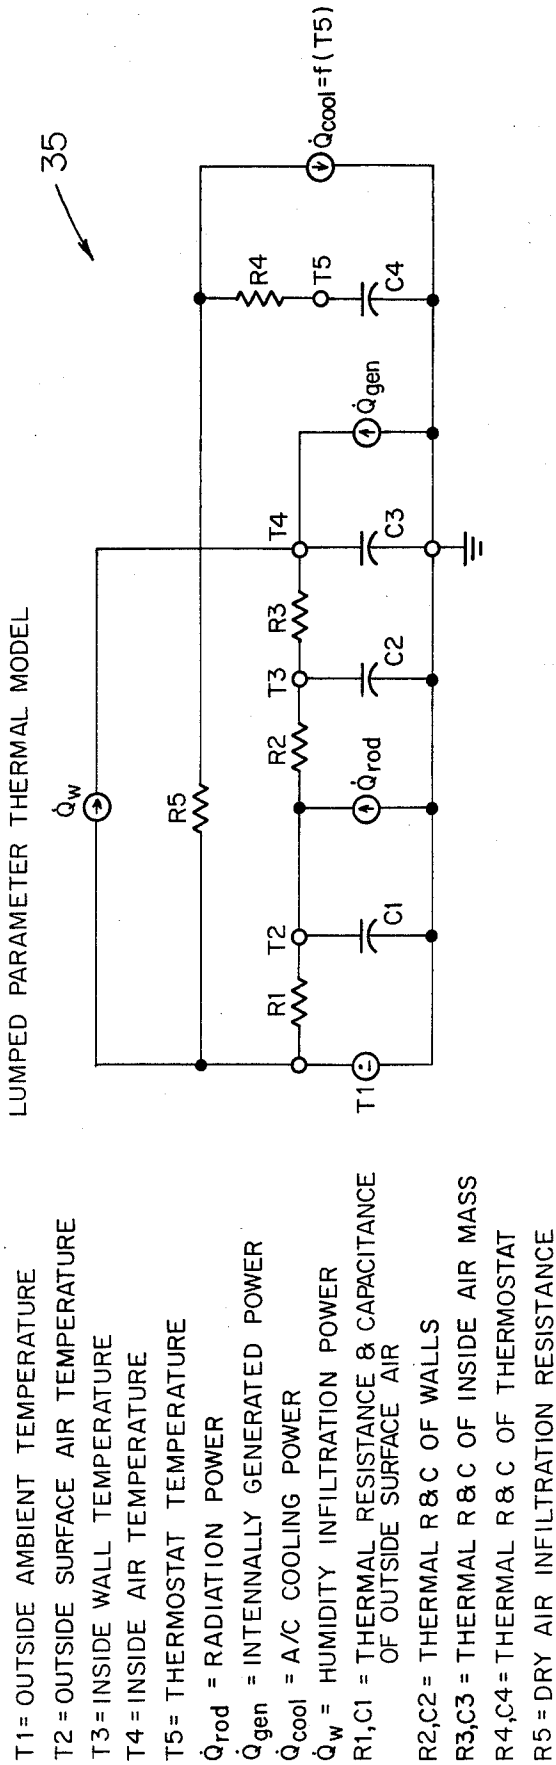 LUMPED PARAMETER THERMAL MODEL
35
Q̇w
R5
R1
T2
R2
T3
R3
T4
R4
T5
C4
Q̇cool=f(T5)
T1
C1
Q̇rod
C2
C3
Q̇gen
T1= OUTSIDE AMBIENT TEMPERATURE
T2= OUTSIDE SURFACE AIR TEMPERATURE
T3= INSIDE WALL TEMPERATURE
T4= INSIDE AIR TEMPERATURE
T5= THERMOSTAT TEMPERATURE
Q̇rod = RADIATION POWER
Q̇gen = INTENNALLY GENERATED POWER
Q̇cool = A/C COOLING POWER
Q̇w = HUMIDITY INFILTRATION POWER
R1,C1 = THERMAL RESISTANCE & CAPACITANCE
OF OUTSIDE SURFACE AIR
R2,C2= THERMAL R&C OF WALLS
R3,C3= THERMAL R&C OF INSIDE AIR MASS
R4,C4= THERMAL R&C OF THERMOSTAT
R5= DRY AIR INFILTRATION RESISTANCE